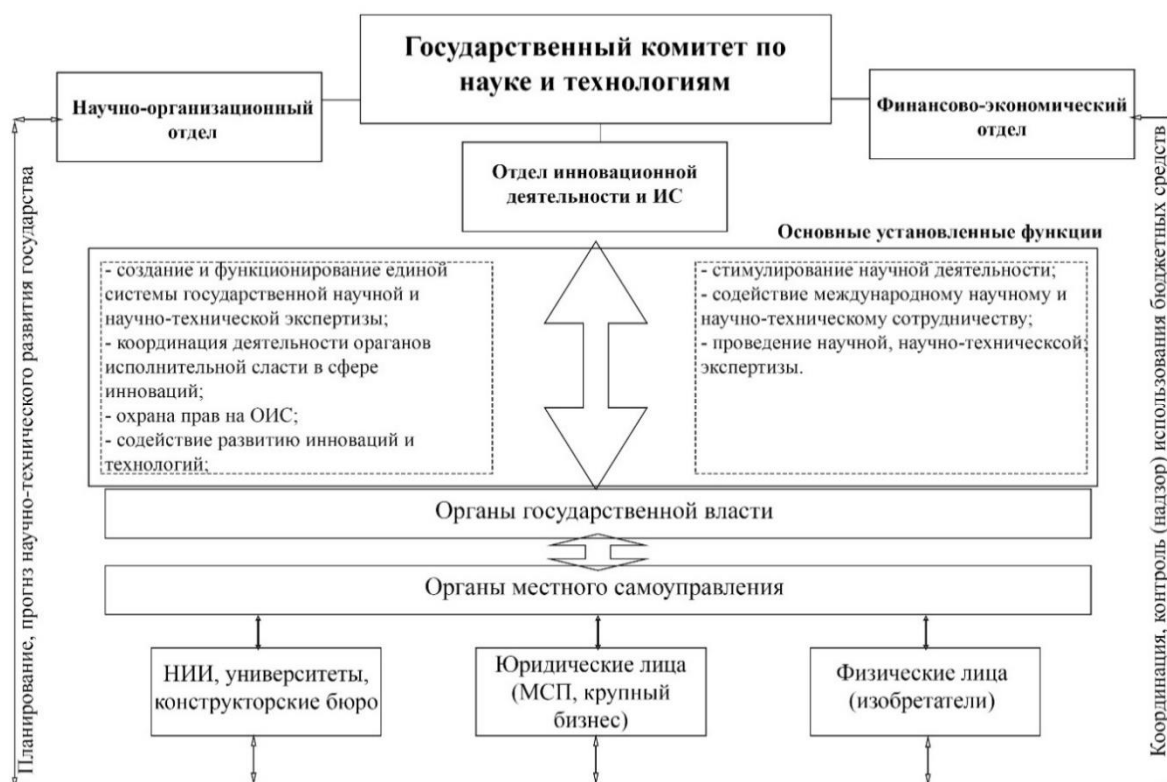 Государственный комитет по
науке и технологиям
Научно-организационный
отдел
Финансово-экономический
отдел
Отдел инновационной
деятельности и ИС
Основные установленные функции
- создание и функционирование единой
системы государственной научной и
научно-технической экспертизы;
- координация деятельности ораганов
исполнительной сласти в сфере
инноваций;
- охрана прав на ОИС;
- содействие развитию инноваций и
технологий;
- стимулирование научной деятельности;
- содействие международному научному и
научно-техническому сотрудничеству;
- проведение научной, научно-техническсой;
экспертизы.
Органы государственной власти
Органы местного самоуправления
НИИ, университеты,
конструкторские бюро
Юридические лица
(МСП, крупный
бизнес)
Физические лица
(изобретатели)
Планирование, прогнз научно-технического развития государства
Координация, контроль (надзор) использования бюджетных средств